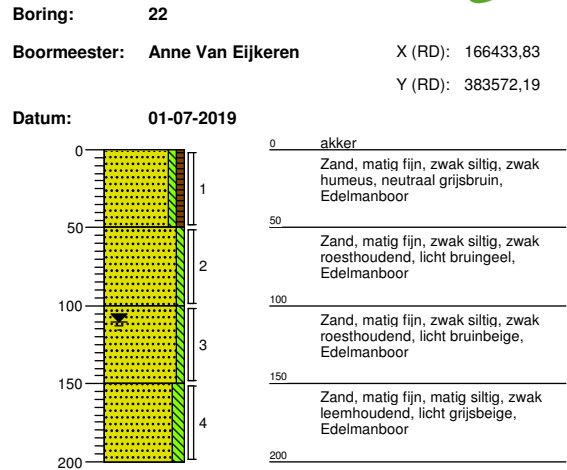 Boring: 22
Boormeester: Anne Van Eijkeren X (RD): 166433,83
Y (RD): 383572,19
Datum: 01-07-2019
0 0 akker
Zand, matig fijn, zwak siltig, zwak
humeus, neutraal grijsbruin,
Edelmanboor
1
50 50
Zand, matig fijn, zwak siltig, zwak
roesthoudend, licht bruingeel,
Edelmanboor
2
100 100
Zand, matig fijn, zwak siltig, zwak
roesthoudend, licht bruinbeige,
Edelmanboor
3
150 150
Zand, matig fijn, matig siltig, zwak
leemhoudend, licht grijsbeige,
Edelmanboor
4
200 200